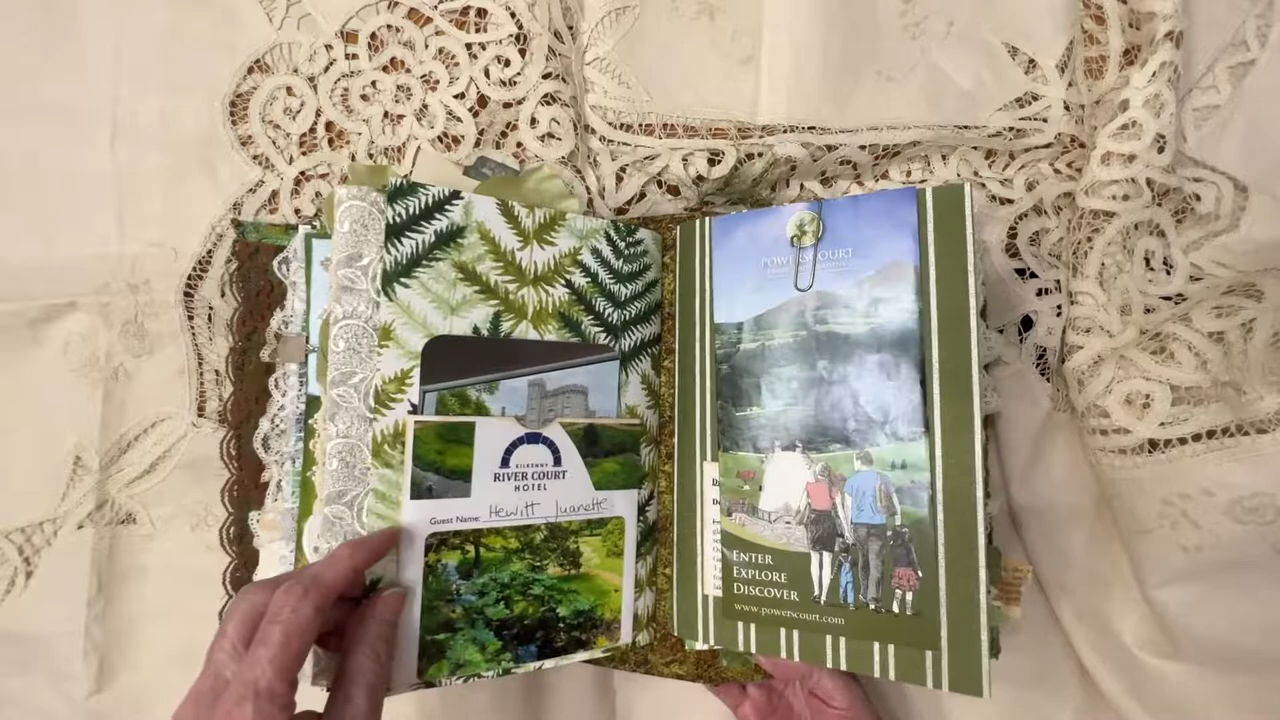 KILKENNY
RIVER COURT
HOTEL
Guest Name: Hewitt Juanette
POWERSCOURT
ENTER
EXPLORE
DISCOVER
www.powerscourt.com